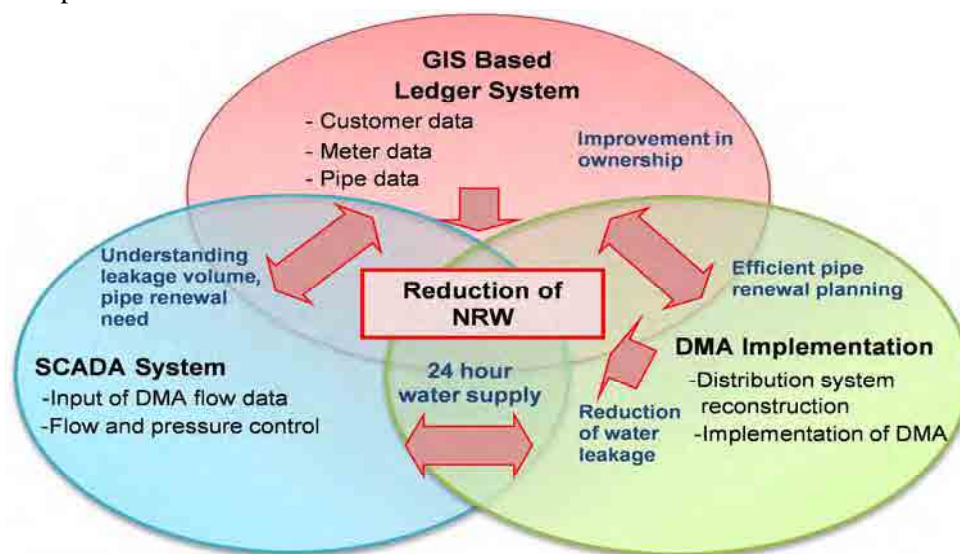 GIS Based
Ledger System
- Customer data
- Meter data
- Pipe data
Improvement in
ownership
Understanding
leakage volume,
pipe renewal
need
Efficient pipe
renewal planning
Reduction of
NRW
SCADA System
-Input of DMA flow data
-Flow and pressure control
24 hour
water supply
DMA Implementation
-Distribution system
reconstruction
-Implementation of DMA
Reduction
of water
leakage